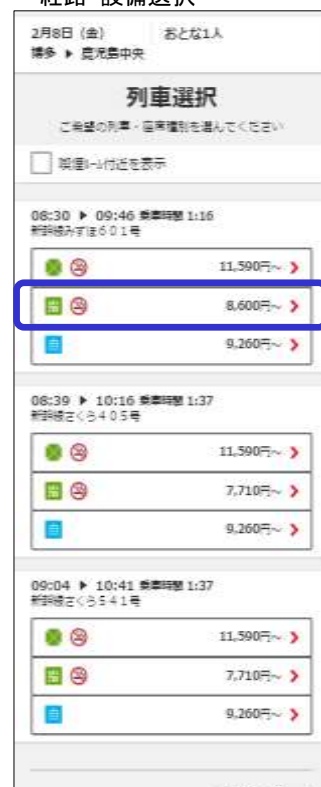 経路・設備選択
2月8日（金） おとな1人
博多 ▶ 鹿児島中央
列車選択
ご希望の列車・座席種別を選んでください
喫煙ﾙｰﾑ付近を表示
08:30 ▶ 09:46 乗車時間 1:16
新幹線みずほ６０１号
11,590円～
8,600円～
9,260円～
08:39 ▶ 10:16 乗車時間 1:37
新幹線さくら４０５号
11,590円～
7,710円～
9,260円～
09:04 ▶ 10:41 乗車時間 1:37
新幹線さくら５４１号
11,590円～
7,710円～
9,260円～